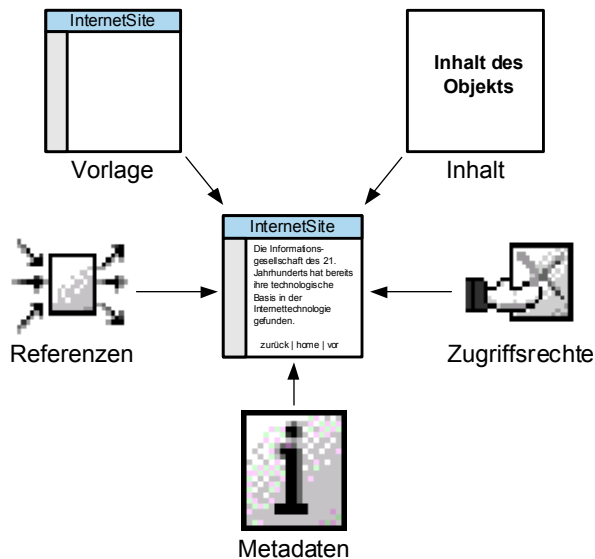 InternetSite
Inhalt des
Objekts
Vorlage
Inhalt
InternetSite
Die Informations-
gesellschaft des 21.
Jahrhunderts hat bereits
ihre technologische
Basis in der
Internettechnologie
gefunden.
zurück | home | vor
Referenzen
Zugriffsrechte
i
Metadaten